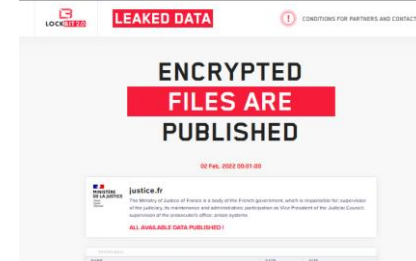 LOCKBIT 2.0
LEAKED DATA
CONDITIONS FOR PARTNERS AND CONTACT
ENCRYPTED
FILES ARE
PUBLISHED
02 Feb, 2022 00:01:00
MINISTÈRE
DE LA JUSTICE
justice.fr
The Ministry of Justice of France is a body of the French government, which is responsible for: supervision
of the judiciary, its maintenance and administration; participation as Vice President of the Judicial Council;
supervision of the prosecutor's office; prison systems
ALL AVAILABLE DATA PUBLISHED !